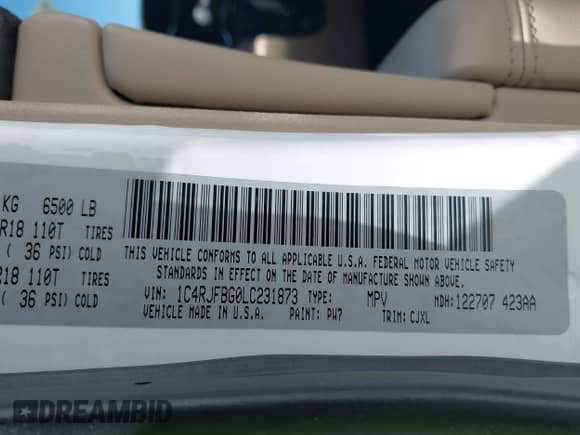 KG 6500 LB
R18 110T TIRES
( 36 PSI) COLD
R18 110T TIRES
( 36 PSI) COLD
THIS VEHICLE CONFORMS TO ALL APPLICABLE U.S.A. FEDERAL MOTOR VEHICLE SAFETY
STANDARDS IN EFFECT ON THE DATE OF MANUFACTURE SHOWN ABOVE.
VIN: 1C4RJFBG0LC231873 TYPE: MPV MDH: 122707 423AA
VEHICLE MADE IN U.S.A. PAINT: PW7 TRIM: CJXL
DREAMBID